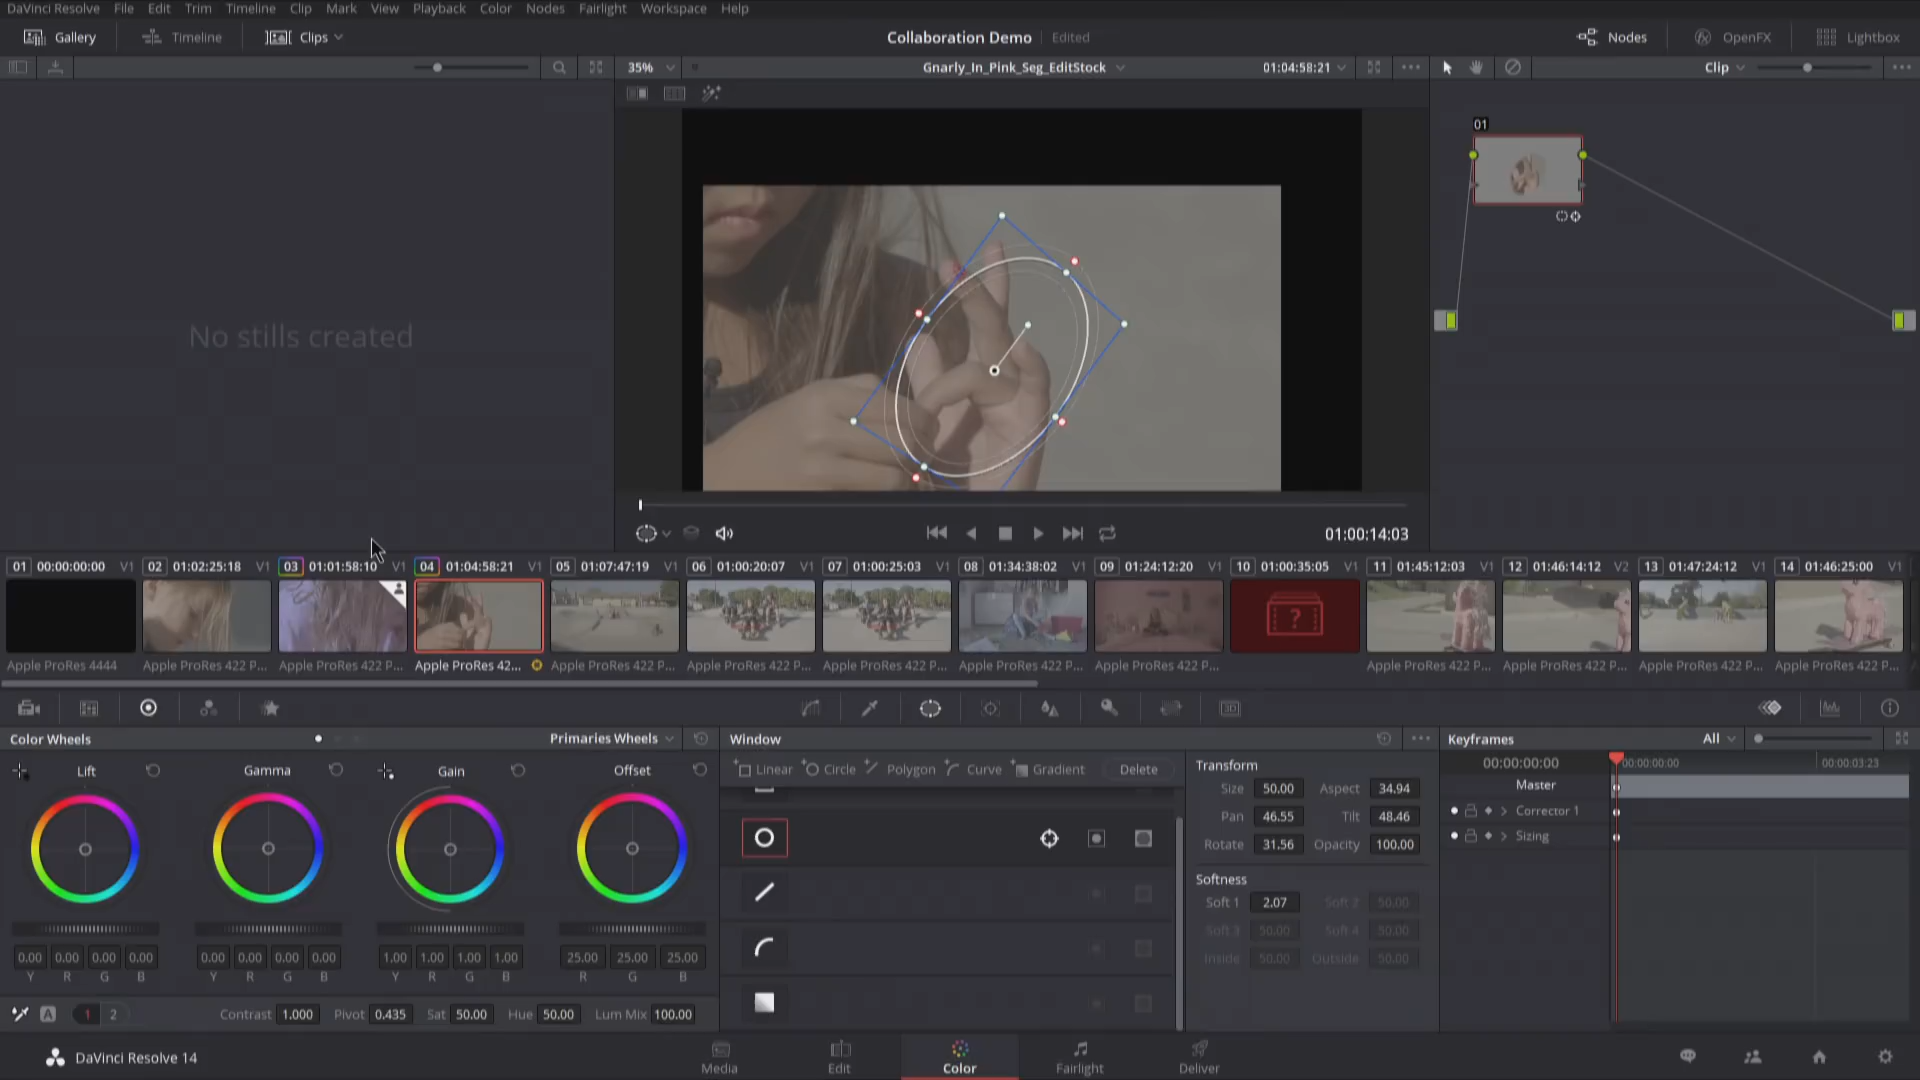 DaVinci Resolve File Edit Trim Timeline Clip Mark View Playback Color Nodes Fairlight Workspace Help
Gallery Timeline Clips Collaboration Demo Edited Nodes OpenFX Lightbox
35% Gnarly_In_Pink_Seg_EditStock 01:04:58:21 Clip
01
No stills created
01:00:14:03
01 00:00:00:00 V1 02 01:02:25:18 V1 03 01:01:58:10 V1 04 01:04:58:21 V1 05 01:07:47:19 V1 06 01:00:20:07 V1 07 01:00:25:03 V1 08 01:34:38:02 V1 09 01:24:12:20 V1 10 01:00:35:05 V1 11 01:45:12:03 V1 12 01:46:14:12 V2 13 01:47:24:12 V1 14 01:46:25:00 V1
?
Apple ProRes 4444 Apple ProRes 422 P... Apple ProRes 422 P... Apple ProRes 42... Apple ProRes 422 P... Apple ProRes 422 P... Apple ProRes 422 P... Apple ProRes 422 P... Apple ProRes 422 P... Apple ProRes 422 P... Apple ProRes 422 P... Apple ProRes 422 P... Apple ProRes 422 P...
3D
Color Wheels Primaries Wheels Window Keyframes All
Lift Gamma Gain Offset
Linear Circle Polygon Curve Gradient Delete
Transform
Size 50.00 Aspect 34.94
Pan 46.55 Tilt 48.46
Rotate 31.56 Opacity 100.00
Softness
Soft 1 2.07 Soft 2 50.00
Soft 3 50.00 Soft 4 50.00
Inside 50.00 Outside 50.00
00:00:00:00 00:00:00:00 00:00:03:23
Master
Corrector 1
Sizing
0.00 0.00 0.00 0.00 0.00 0.00 0.00 0.00 1.00 1.00 1.00 1.00 25.00 25.00 25.00
Y R G B Y R G B Y R G B R G B
A 1 2 Contrast 1.000 Pivot 0.435 Sat 50.00 Hue 50.00 Lum Mix 100.00
DaVinci Resolve 14 Media Edit Color Fairlight Deliver